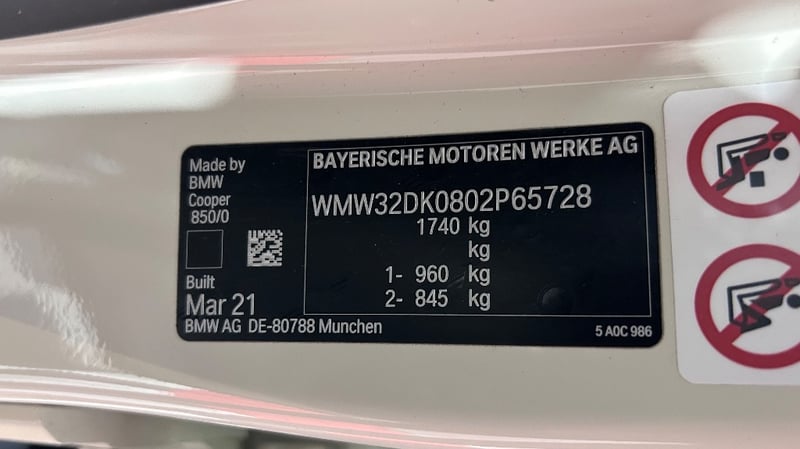 Made by
BMW
Cooper
850/0
Built
Mar 21
BMW AG DE-80788 Munchen
BAYERISCHE MOTOREN WERKE AG
WMW32DK0802P65728
1740 kg
kg
1- 960 kg
2- 845 kg
5 A0C 986